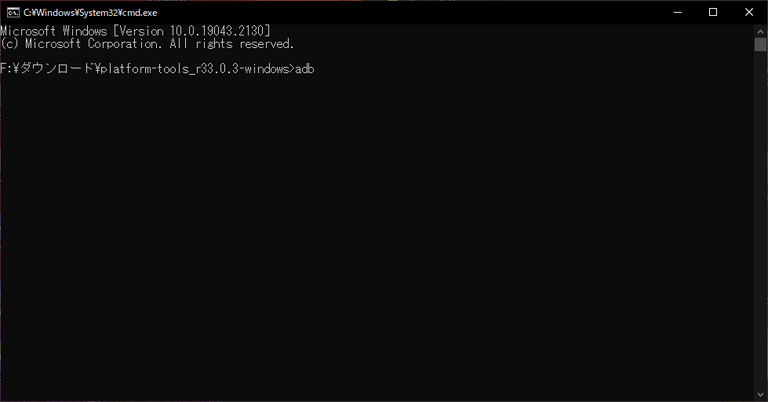 C:¥Windows¥System32¥cmd.exe
Microsoft Windows [Version 10.0.19043.2130]
(c) Microsoft Corporation. All rights reserved.
F:¥ダウンロード¥platform-tools_r33.0.3-windows>adb